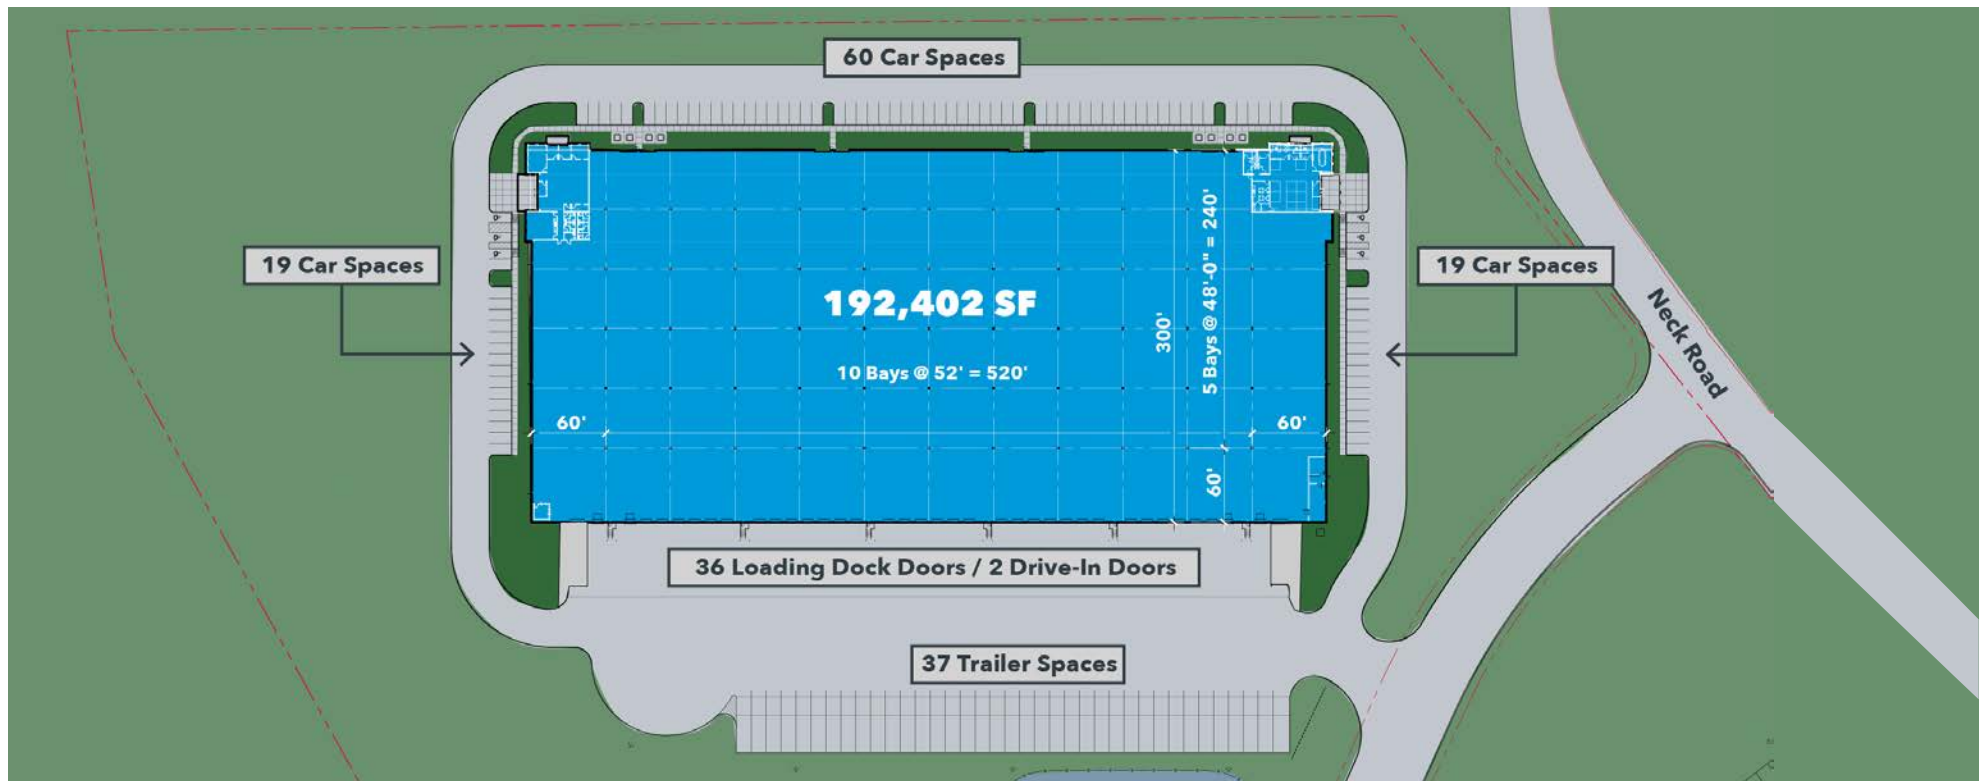 60 Car Spaces
19 Car Spaces
19 Car Spaces
192,402 SF
10 Bays @ 52' = 520'
300'
5 Bays @ 48'-0" = 240'
Neck Road
60'
60'
60'
36 Loading Dock Doors / 2 Drive-In Doors
37 Trailer Spaces